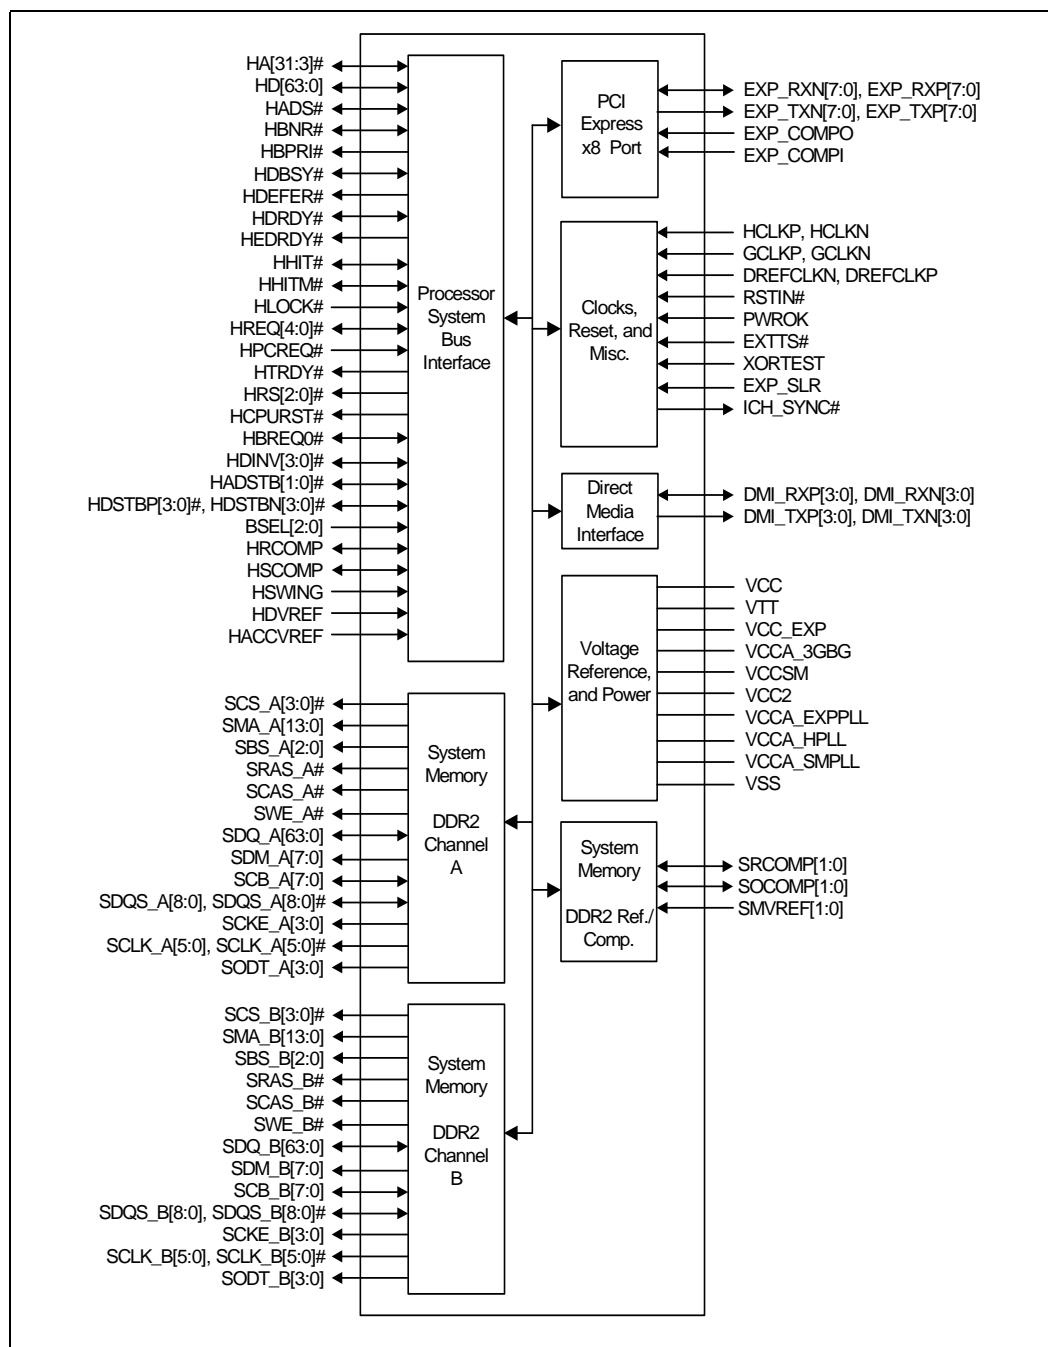 HA[31:3]#
HD[63:0]
HADS#
HBNR#
HBPRI#
HDBSY#
HDEFER#
HDRDY#
HEDRDY#
HHIT#
HHITM#
HLOCK#
HREQ[4:0]#
HPCREQ#
HTRDY#
HRS[2:0]#
HCPURST#
HBREQ0#
HDINV[3:0]#
HADSTB[1:0]#
HDSTBP[3:0]#, HDSTBN[3:0]#
BSEL[2:0]
HRCOMP
HSCOMP
HSWING
HDVREF
HACCVREF
Processor
System
Bus
Interface
SCS_A[3:0]#
SMA_A[13:0]
SBS_A[2:0]
SRAS_A#
SCAS_A#
SWE_A#
SDQ_A[63:0]
SDM_A[7:0]
SCB_A[7:0]
SDQS_A[8:0], SDQS_A[8:0]#
SCKE_A[3:0]
SCLK_A[5:0], SCLK_A[5:0]#
SODT_A[3:0]
System
Memory
DDR2
Channel
A
SCS_B[3:0]#
SMA_B[13:0]
SBS_B[2:0]
SRAS_B#
SCAS_B#
SWE_B#
SDQ_B[63:0]
SDM_B[7:0]
SCB_B[7:0]
SDQS_B[8:0], SDQS_B[8:0]#
SCKE_B[3:0]
SCLK_B[5:0], SCLK_B[5:0]#
SODT_B[3:0]
System
Memory
DDR2
Channel
B
PCI
Express
x8 Port
EXP_RXN[7:0], EXP_RXP[7:0]
EXP_TXN[7:0], EXP_TXP[7:0]
EXP_COMPO
EXP_COMPI
Clocks,
Reset, and
Misc.
HCLKP, HCLKN
GCLKP, GCLKN
DREFCLKN, DREFCLKP
RSTIN#
PWROK
EXTTS#
XORTEST
EXP_SLR
ICH_SYNC#
Direct
Media
Interface
DMI_RXP[3:0], DMI_RXN[3:0]
DMI_TXP[3:0], DMI_TXN[3:0]
Voltage
Reference,
and Power
VCC
VTT
VCC_EXP
VCCA_3GBG
VCCSM
VCC2
VCCA_EXPPLL
VCCA_HPLL
VCCA_SMPLL
VSS
System
Memory
DDR2 Ref./
Comp.
SRCOMP[1:0]
SOCOMP[1:0]
SMVREF[1:0]